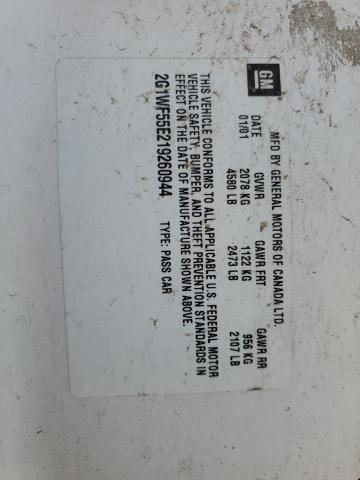 GM
MFD BY GENERAL MOTORS OF CANADA LTD.
DATE GVWR GAWR FRT GAWR RR
01/01 2078 KG 1122 KG 956 KG
4580 LB 2473 LB 2107 LB
THIS VEHICLE CONFORMS TO ALL APPLICABLE U.S. FEDERAL MOTOR
VEHICLE SAFETY, BUMPER, AND THEFT PREVENTION STANDARDS IN
EFFECT ON THE DATE OF MANUFACTURE SHOWN ABOVE.
2G1WF55E219260944 TYPE: PASS CAR